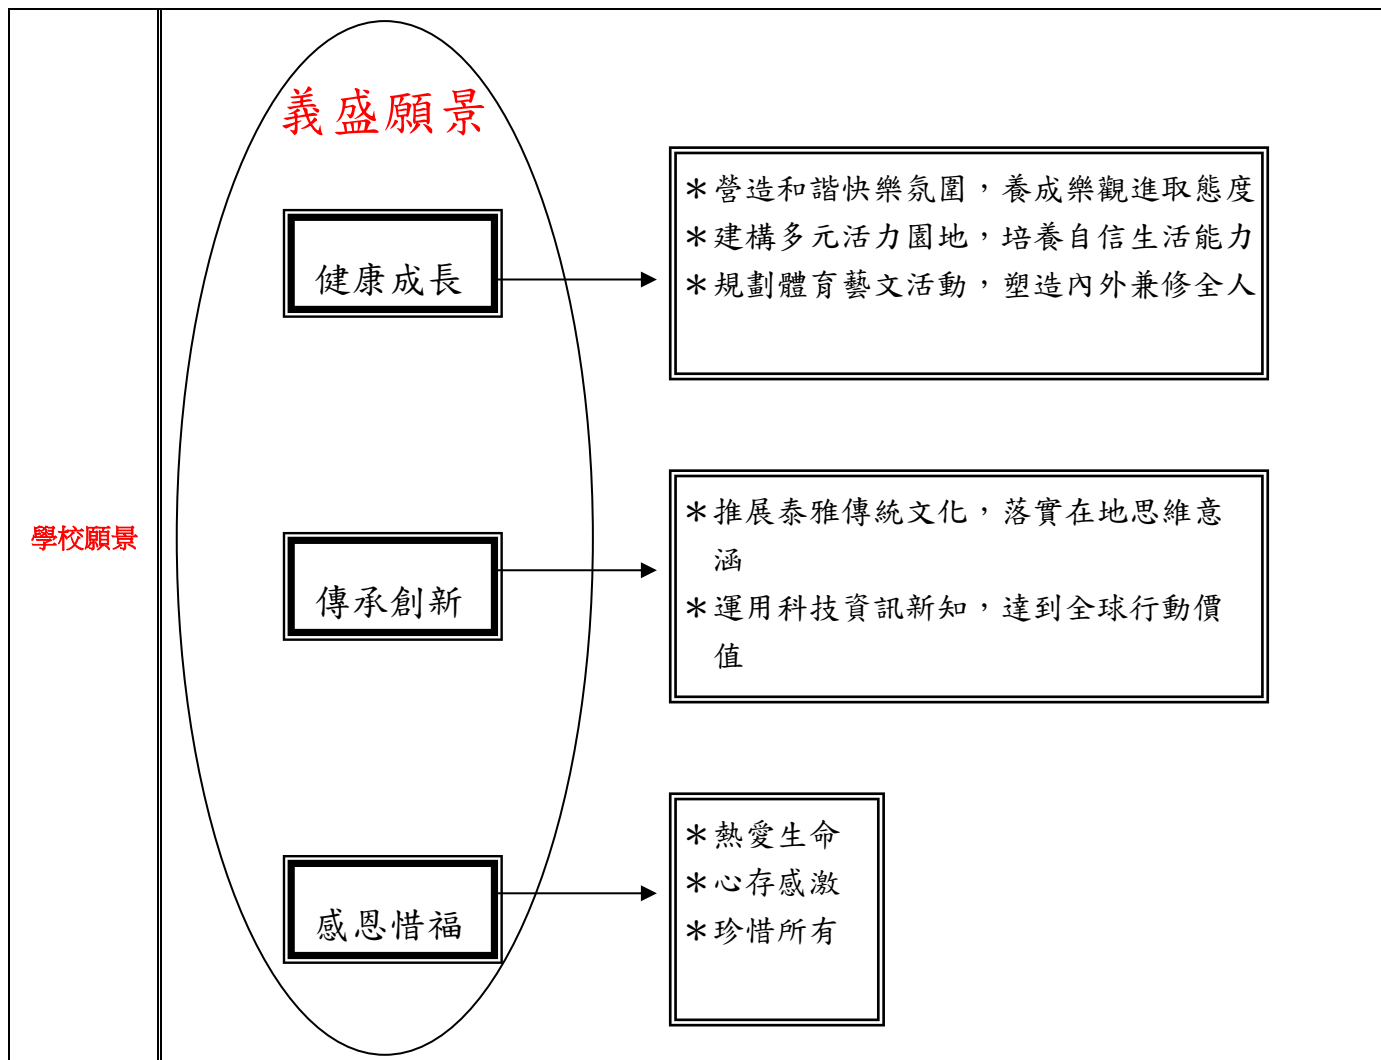 學校願景
義盛願景
健康成長
＊營造和諧快樂氛圍，養成樂觀進取態度
＊建構多元活力園地，培養自信生活能力
＊規劃體育藝文活動，塑造內外兼修全人
傳承創新
＊推展泰雅傳統文化，落實在地思維意
涵
＊運用科技資訊新知，達到全球行動價
值
感恩惜福
＊熱愛生命
＊心存感激
＊珍惜所有